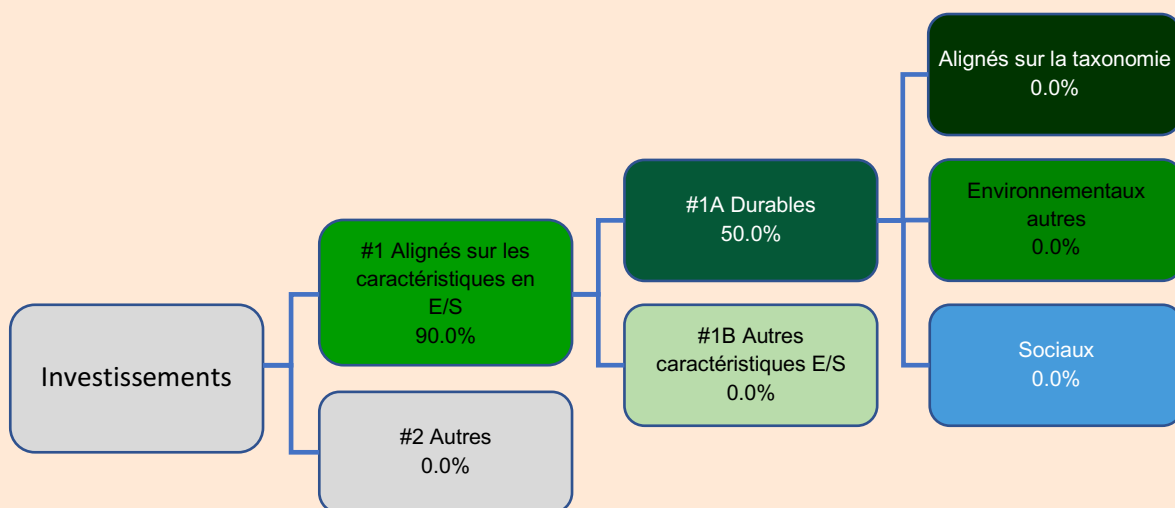 Investissements
#1 Alignés sur les
caractéristiques en
E/S
90.0%
#2 Autres
0.0%
#1A Durables
50.0%
#1B Autres
caractéristiques E/S
0.0%
Alignés sur la taxonomie
0.0%
Environnementaux
autres
0.0%
Sociaux
0.0%